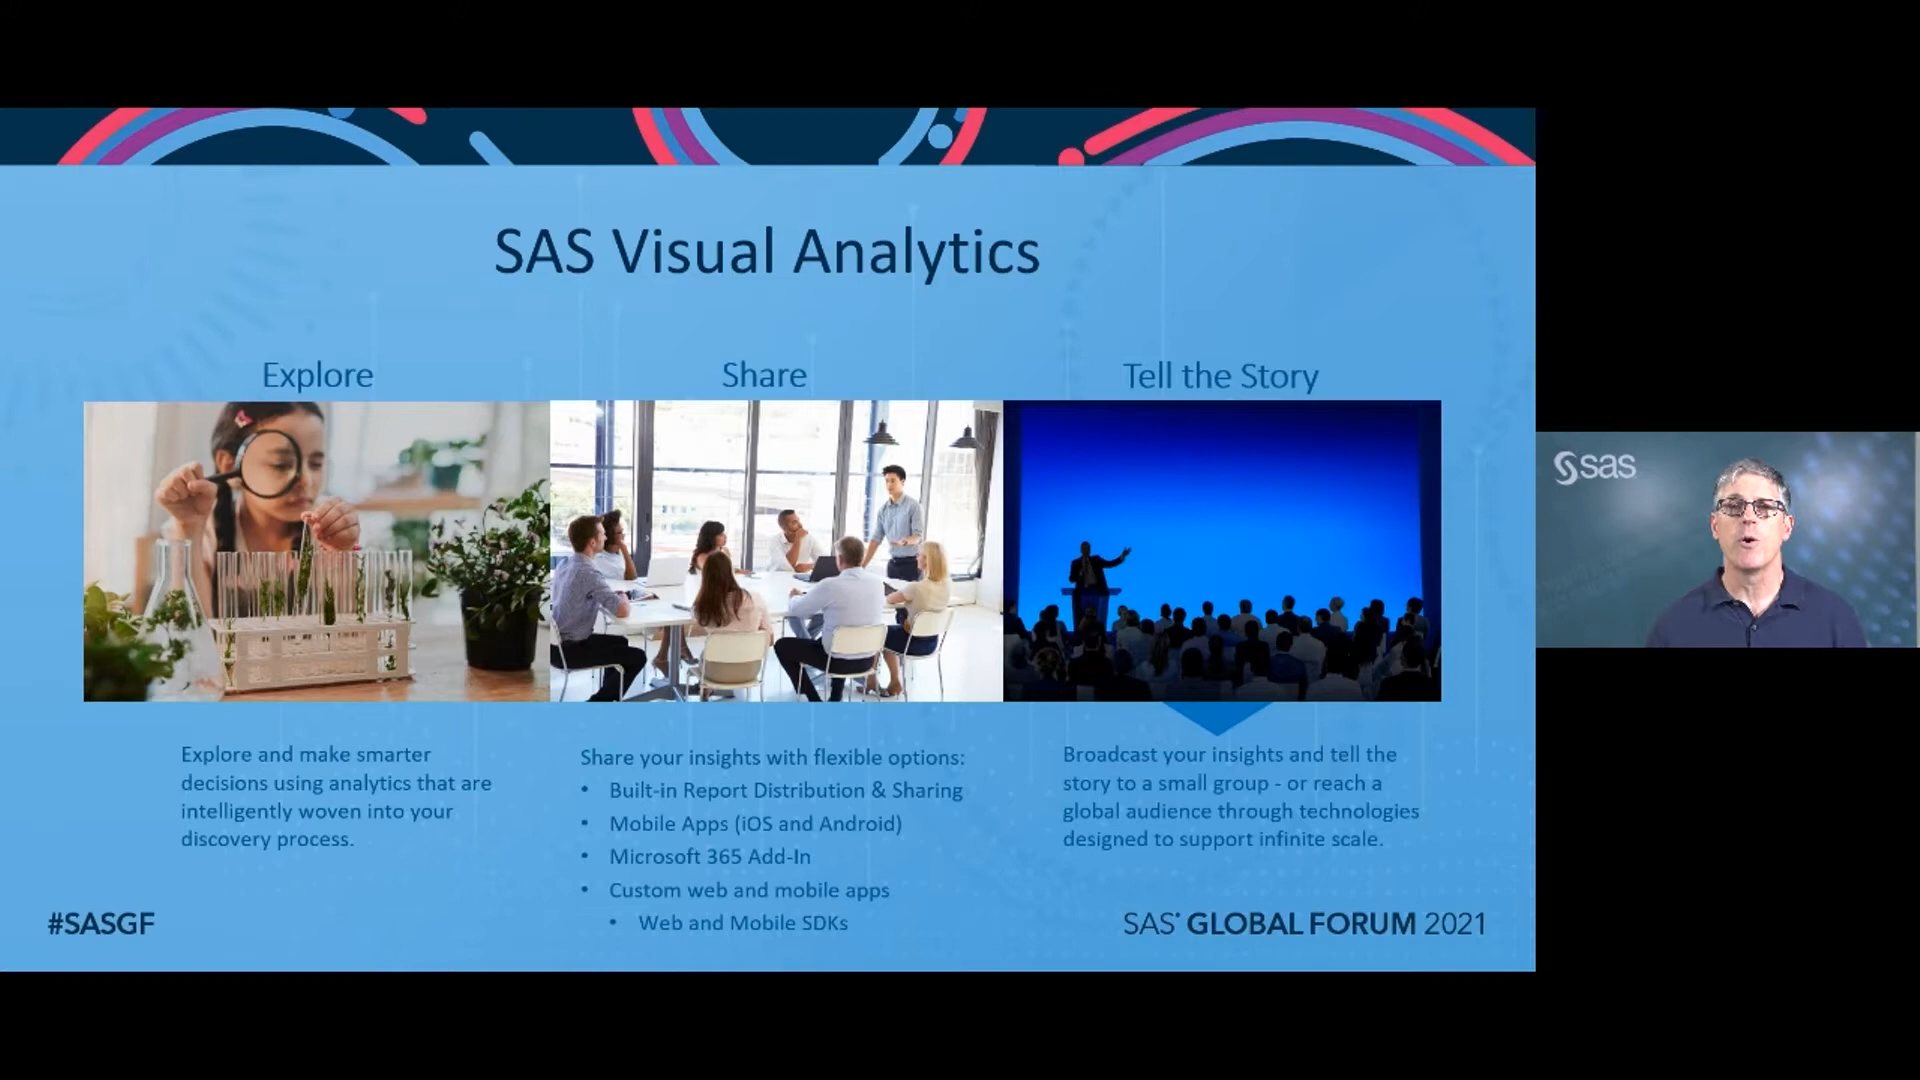 SAS Visual Analytics
Explore
Share
Tell the Story
Explore and make smarter
decisions using analytics that are
intelligently woven into your
discovery process.
Share your insights with flexible options:
• Built-in Report Distribution & Sharing
• Mobile Apps (iOS and Android)
• Microsoft 365 Add-In
• Custom web and mobile apps
• Web and Mobile SDKs
Broadcast your insights and tell the
story to a small group - or reach a
global audience through technologies
designed to support infinite scale.
#SASGF
SAS® GLOBAL FORUM 2021
sas